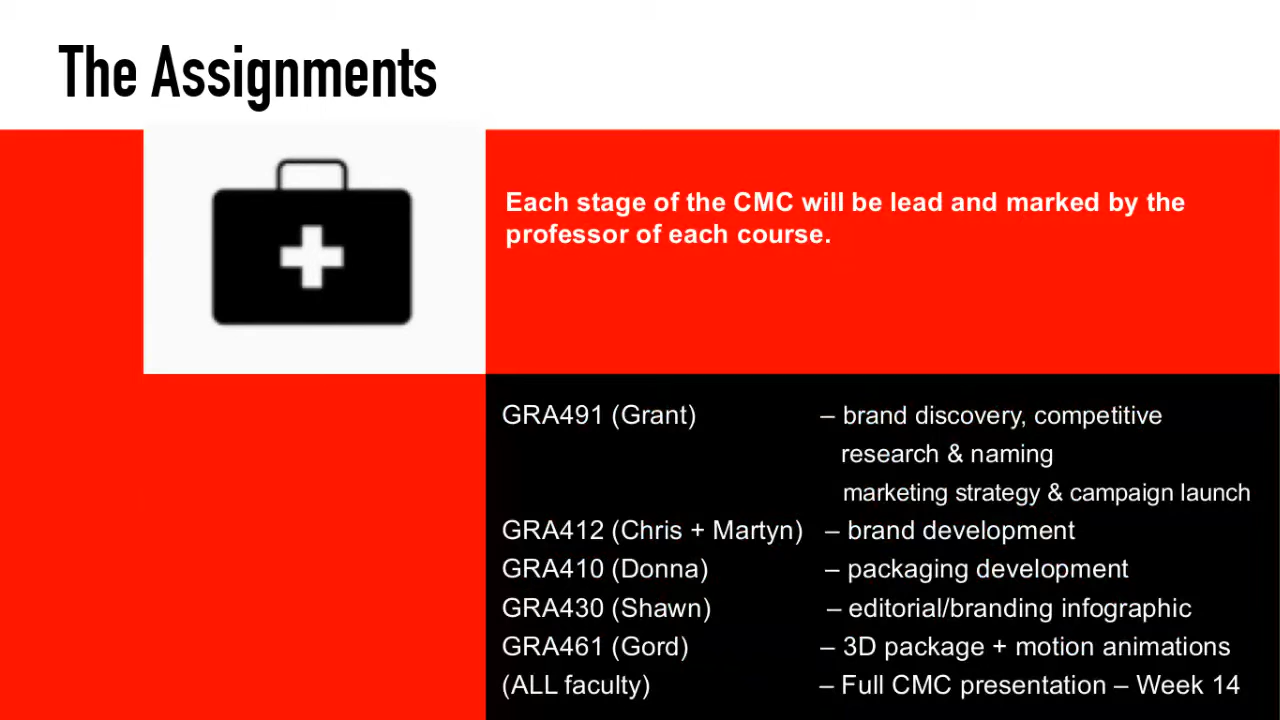 The Assignments
Each stage of the CMC will be lead and marked by the
professor of each course.
GRA491 (Grant) – brand discovery, competitive
research & naming
marketing strategy & campaign launch
GRA412 (Chris + Martyn) – brand development
GRA410 (Donna) – packaging development
GRA430 (Shawn) – editorial/branding infographic
GRA461 (Gord) – 3D package + motion animations
(ALL faculty) – Full CMC presentation – Week 14